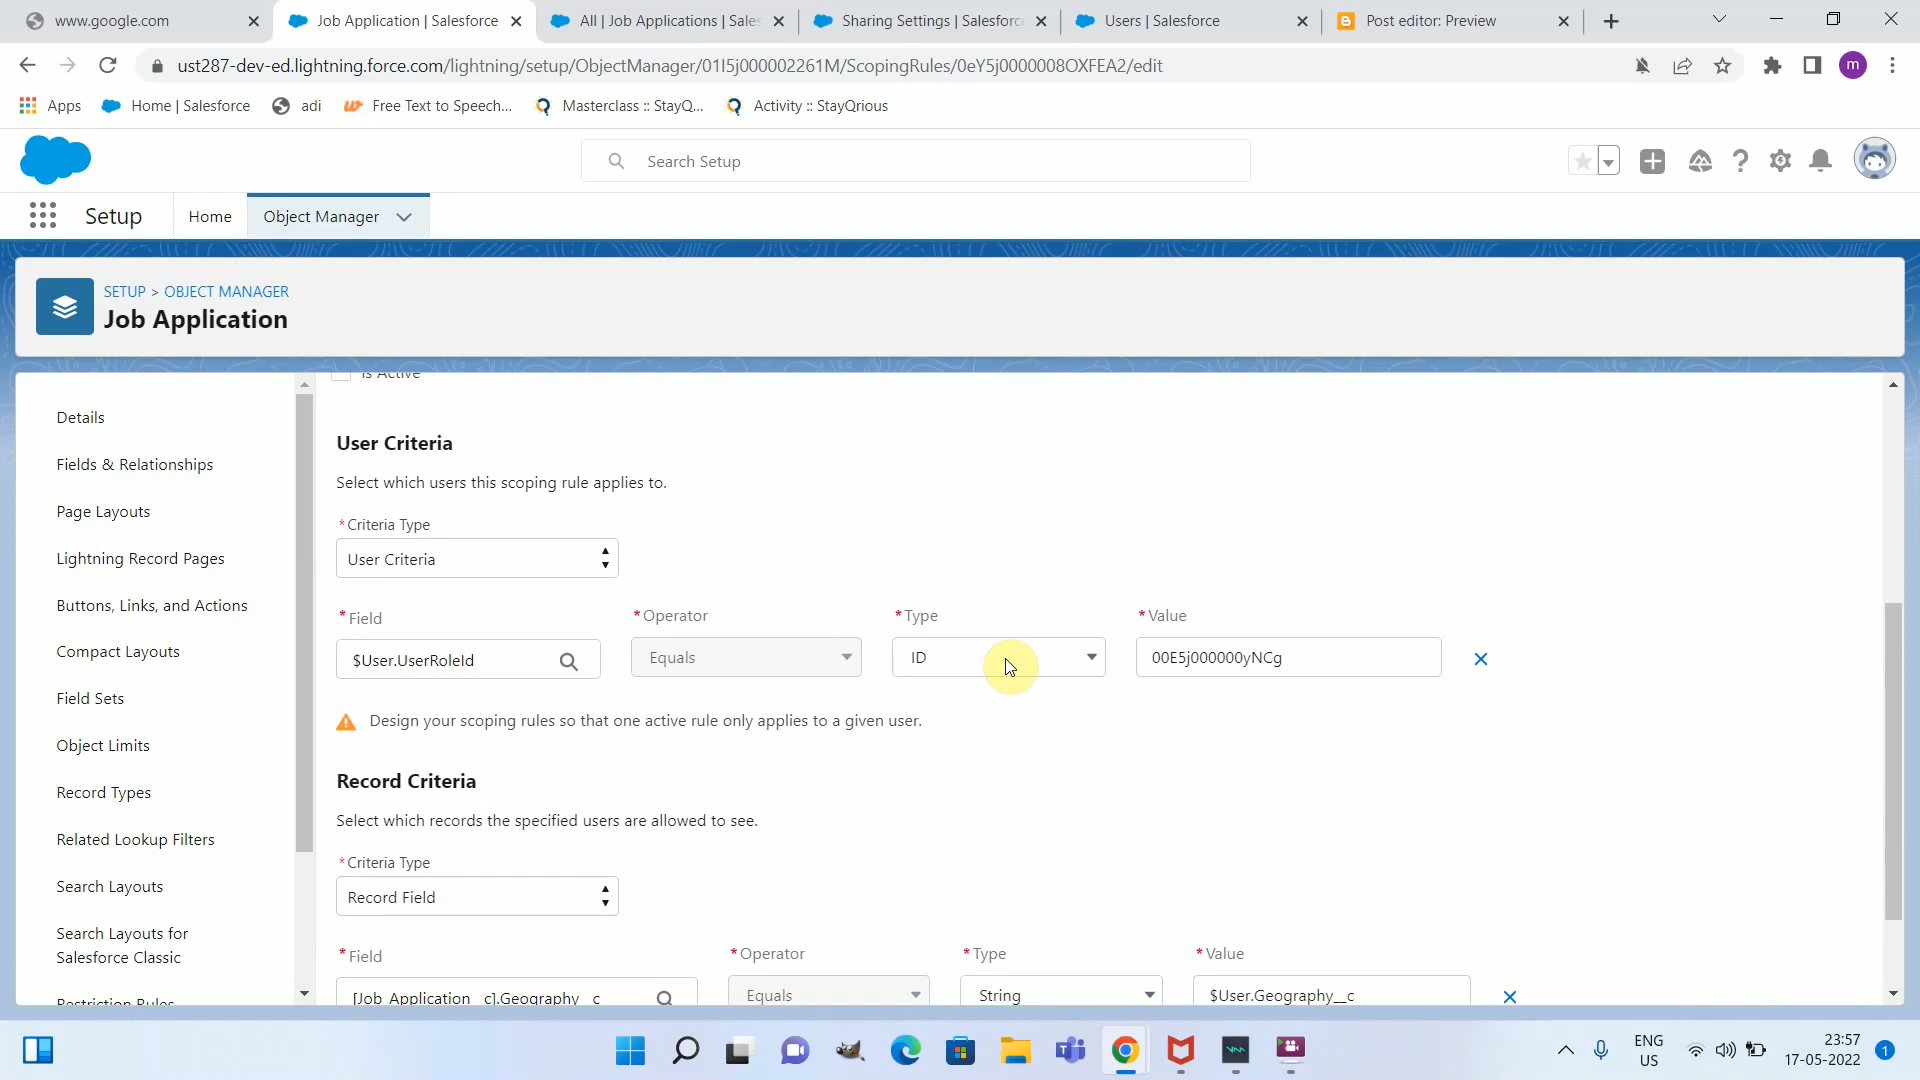 www.google.com
Job Application | Salesforce
All | Job Applications | Sales
Sharing Settings | Salesforce
Users | Salesforce
Post editor: Preview
ust287-dev-ed.lightning.force.com/lightning/setup/ObjectManager/01I5j000002261M/ScopingRules/0eY5j0000008OXFEA2/edit
m
Apps
Home | Salesforce
adi
Free Text to Speech...
Masterclass :: StayQ...
Activity :: StayQrious
Search Setup
Setup
Home
Object Manager
SETUP > OBJECT MANAGER
Job Application
Details
Fields & Relationships
Page Layouts
Lightning Record Pages
Buttons, Links, and Actions
Compact Layouts
Field Sets
Object Limits
Record Types
Related Lookup Filters
Search Layouts
Search Layouts for
Salesforce Classic
Restriction Rules
Is Active
User Criteria
Select which users this scoping rule applies to.
*Criteria Type
User Criteria
*Field
*Operator
*Type
*Value
$User.UserRoleId
Equals
ID
00E5j000000yNCg
Design your scoping rules so that one active rule only applies to a given user.
Record Criteria
Select which records the specified users are allowed to see.
*Criteria Type
Record Field
*Field
*Operator
*Type
*Value
[Job_Application__c].Geography__c
Equals
String
$User.Geography__c
ENG
US
23:57
17-05-2022
1